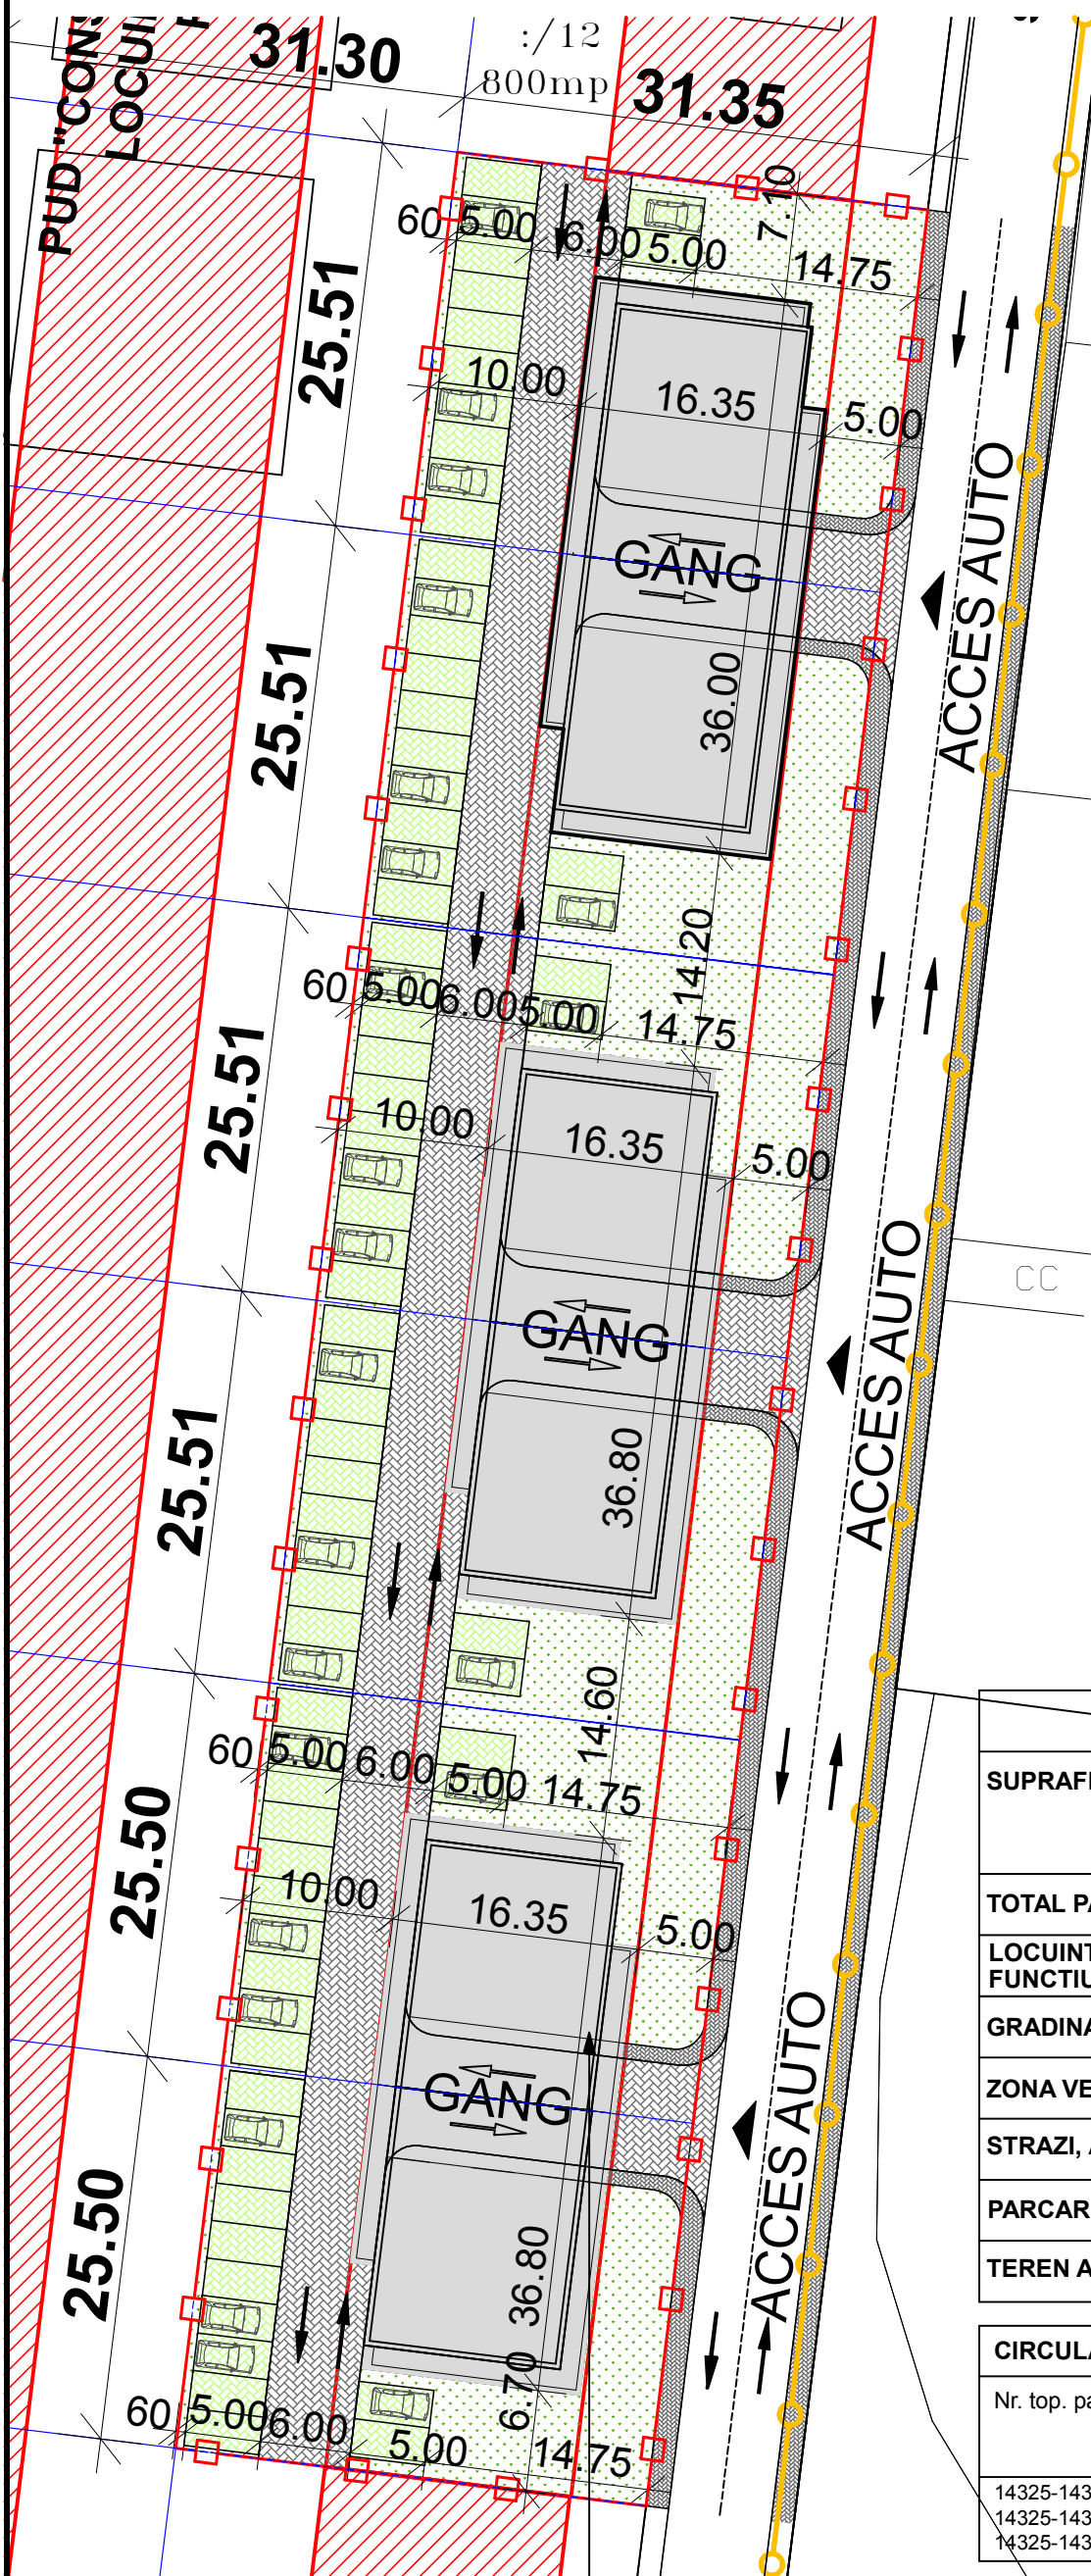 PUD "CONS
LOCUI
31.30
:/12
800mp
31.35
7.10
60 5.00 6.00 5.00
14.75
25.51
10.00
16.35
5.00
GANG
ACCES AUTO
25.51
36.00
14.20
60 5.00 6.00 5.00
14.75
25.51
10.00
16.35
5.00
CC
GANG
ACCES AUTO
25.51
36.80
14.60
60 5.00 6.00 5.00 14.75
25.50
10.00
16.35
5.00
GANG
ACCES AUTO
25.50
36.80
6.70
60 5.00 6.00 5.00 14.75
SUPRAF
TOTAL PA
LOCUINT
FUNCTIU
GRADINA
ZONA VE
STRAZI,
PARCAR
TEREN A
CIRCULA
Nr. top. pa
14325-143
14325-143
14325-143